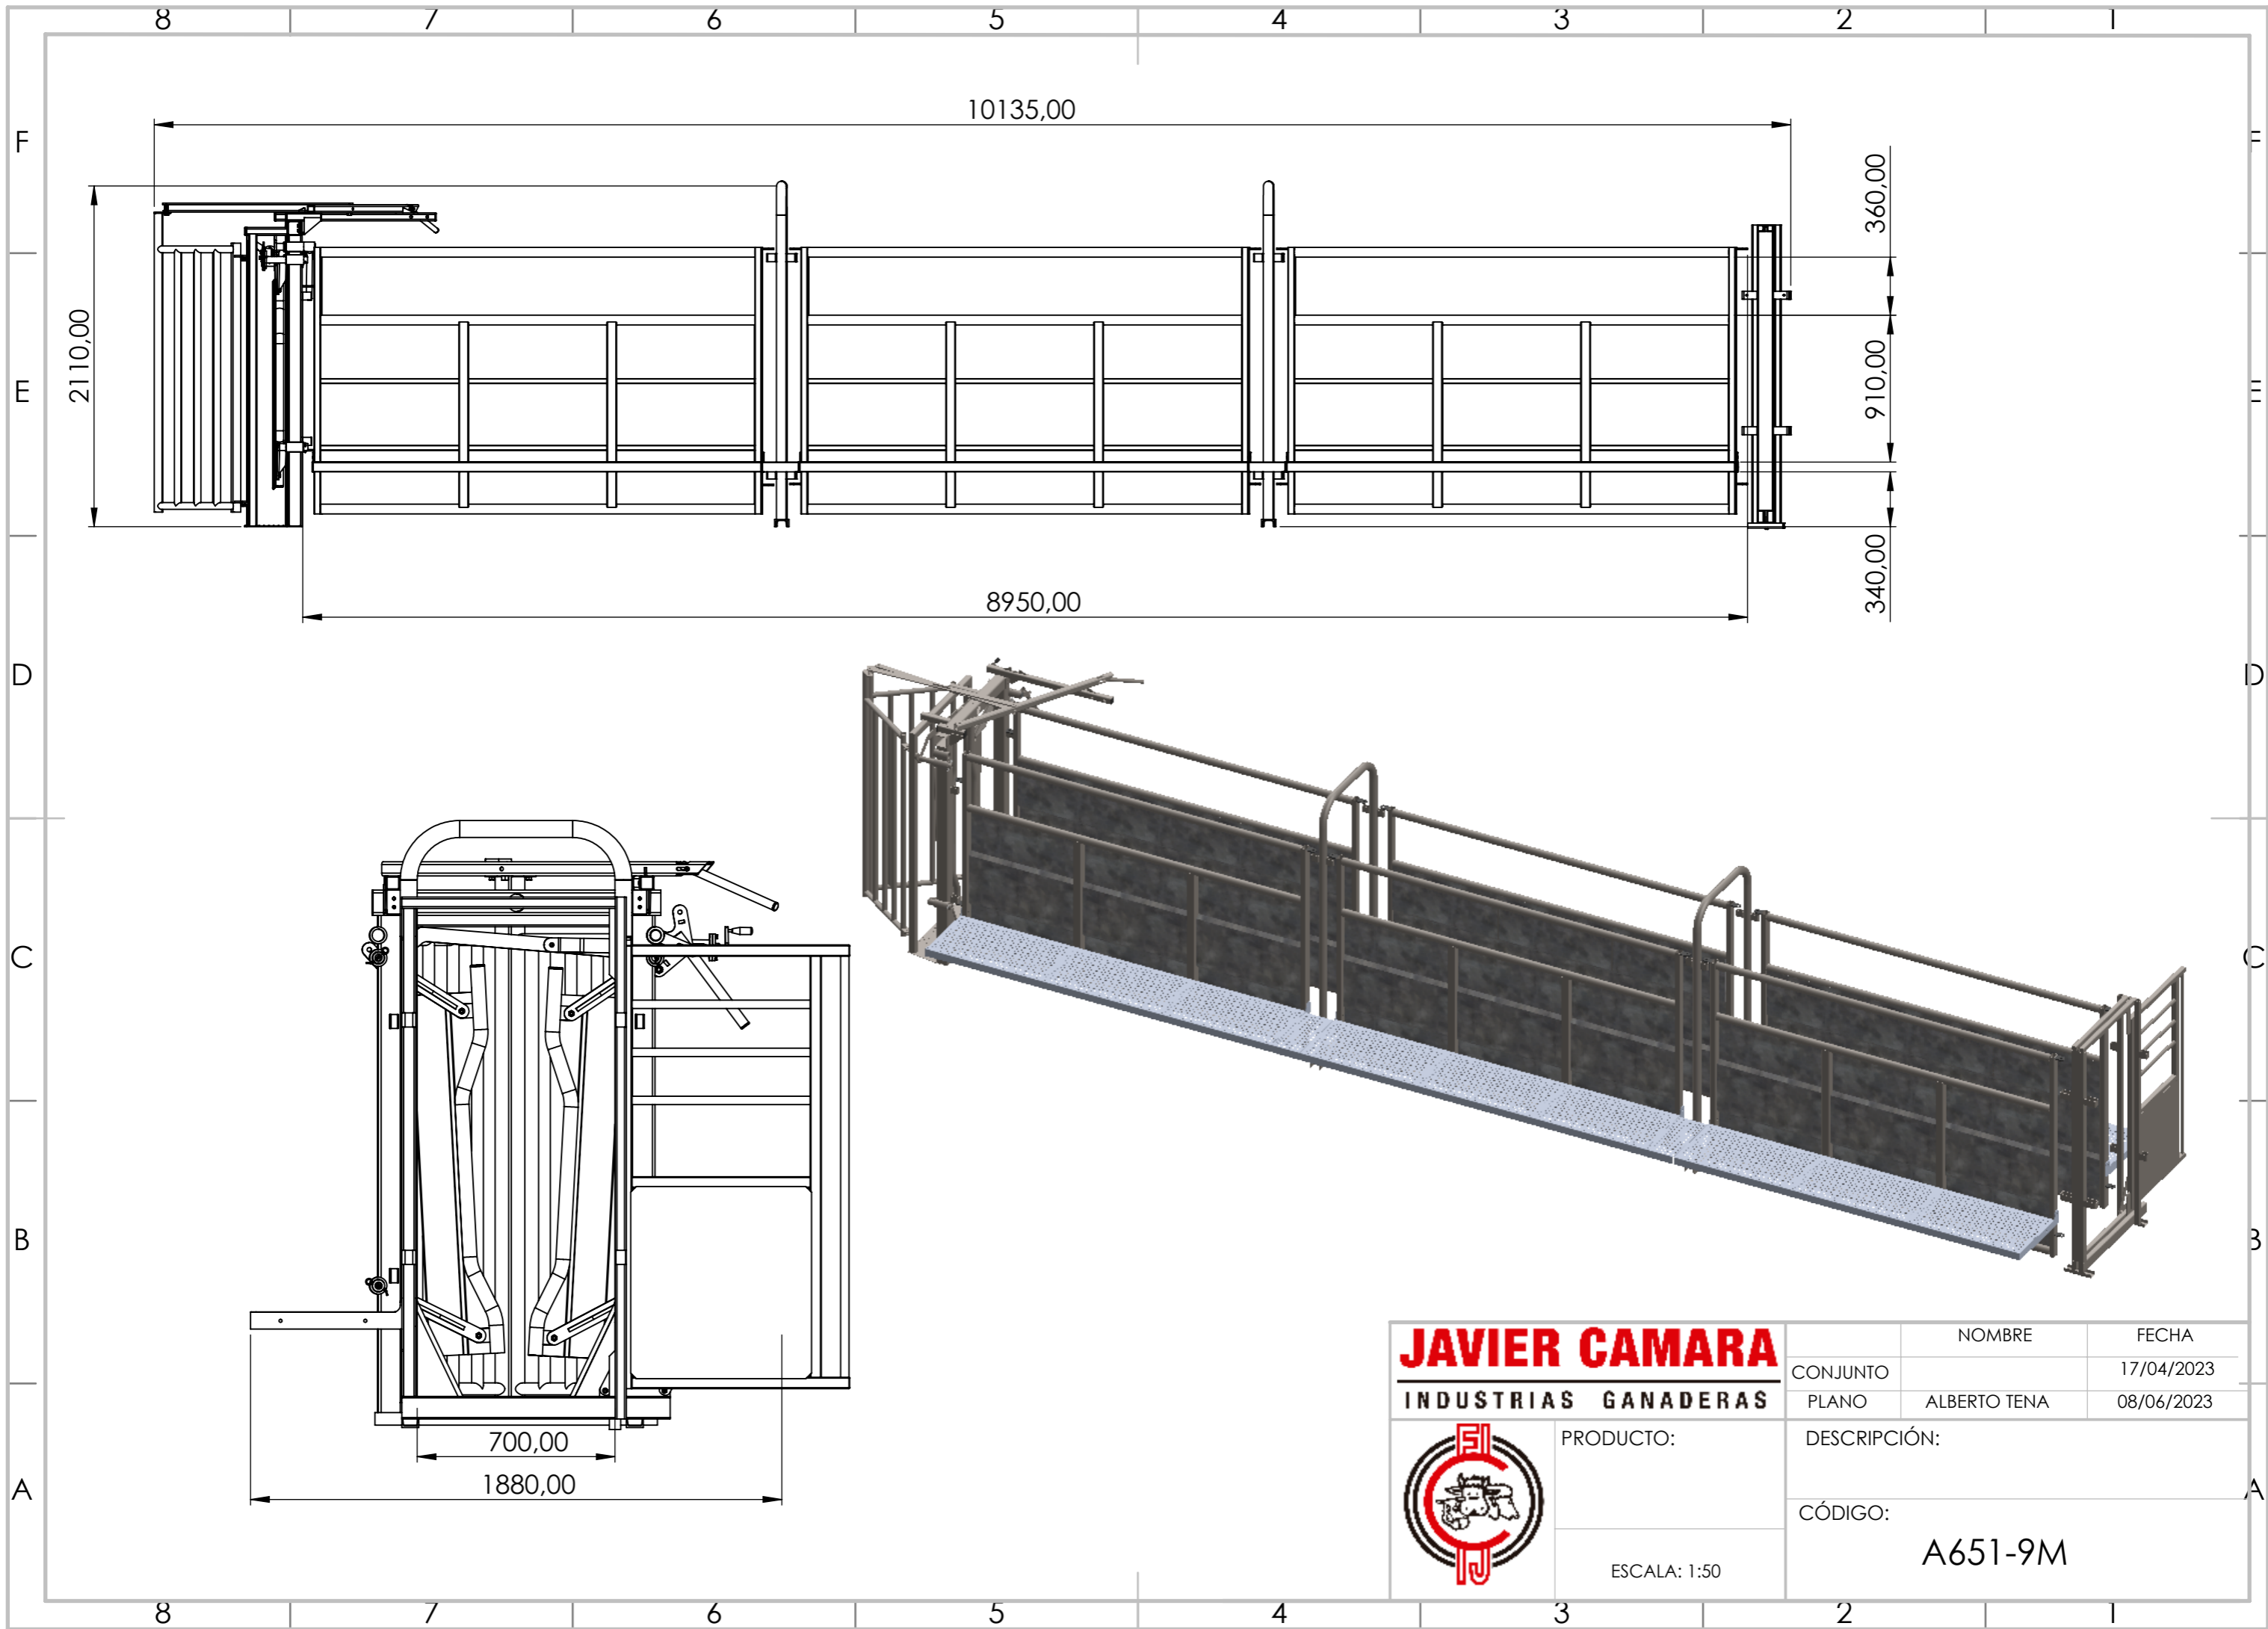 8 7 6 5 4 3 2 1
10135,00
F F
360,00
2110,00
910,00
E E
8950,00
340,00
D D
C C
B B
700,00
1880,00
A A
JAVIER CAMARA
INDUSTRIAS GANADERAS
NOMBRE FECHA
CONJUNTO 17/04/2023
PLANO ALBERTO TENA 08/06/2023
PRODUCTO:
DESCRIPCIÓN:
CÓDIGO:
A651-9M
ESCALA: 1:50
8 7 6 5 4 3 2 1